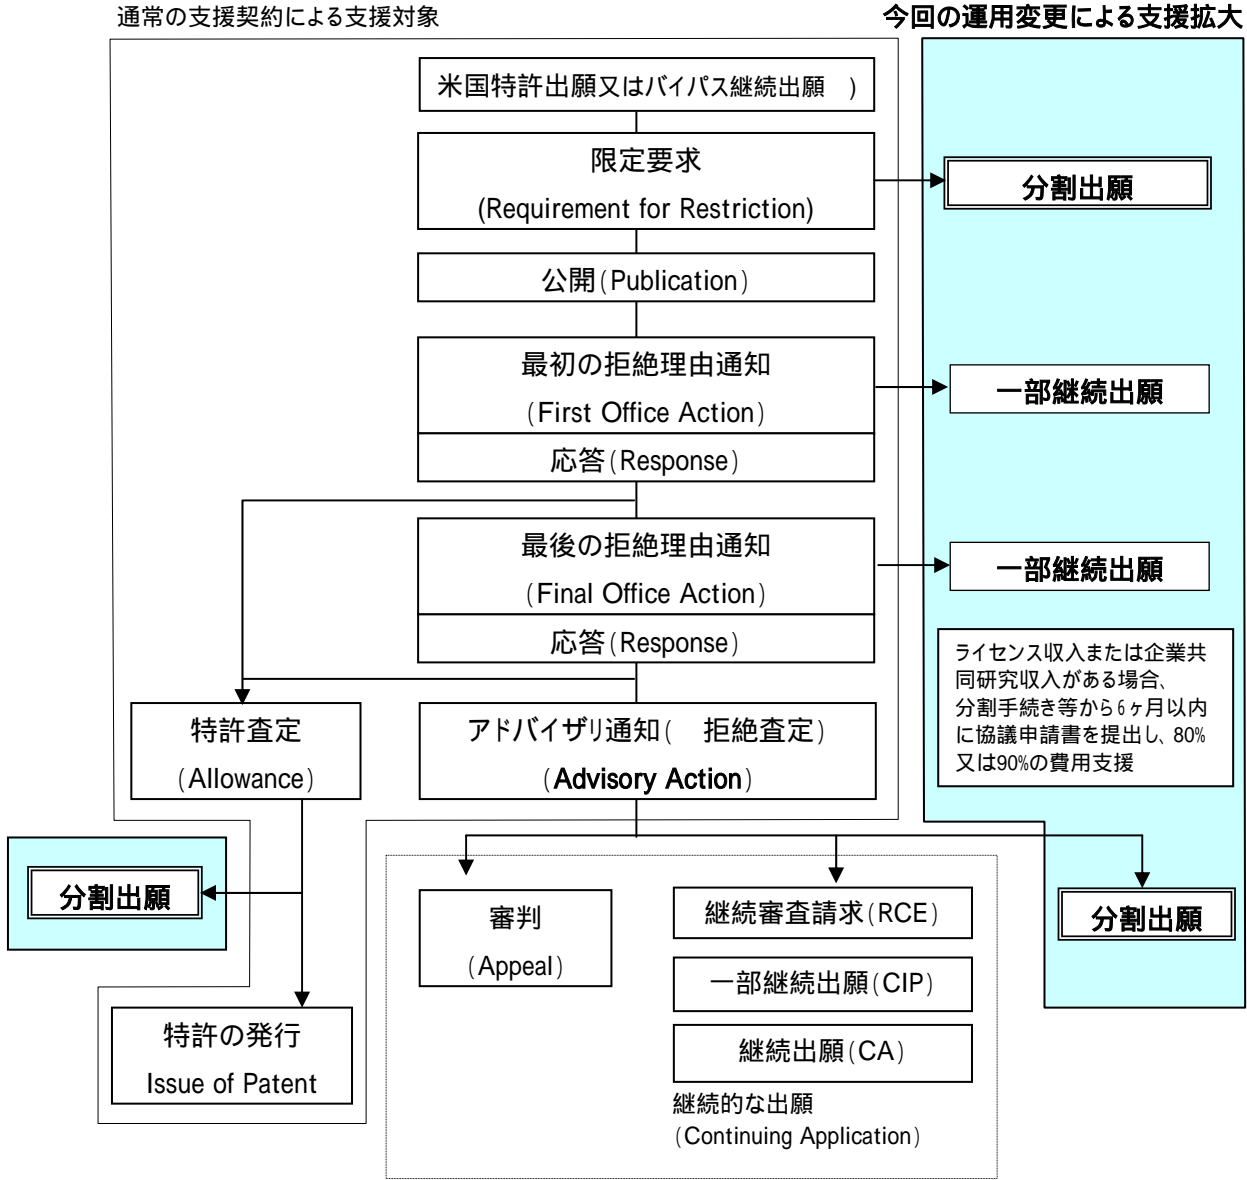 通常の支援契約による支援対象
今回の運用変更による支援拡大
米国特許出願又はバイパス継続出願 )
限定要求
(Requirement for Restriction)
分割出願
公開(Publication)
最初の拒絶理由通知
(First Office Action)
一部継続出願
応答(Response)
最後の拒絶理由通知
(Final Office Action)
一部継続出願
応答(Response)
ライセンス収入または企業共
同研究収入がある場合、
分割手続き等から6ヶ月以内
に協議申請書を提出し、80%
又は90%の費用支援
特許査定
(Allowance)
アドバイザリ通知( 拒絶査定)
(Advisory Action)
分割出願
審判
(Appeal)
継続審査請求(RCE)
一部継続出願(CIP)
継続出願(CA)
継続的な出願
(Continuing Application)
分割出願
特許の発行
Issue of Patent